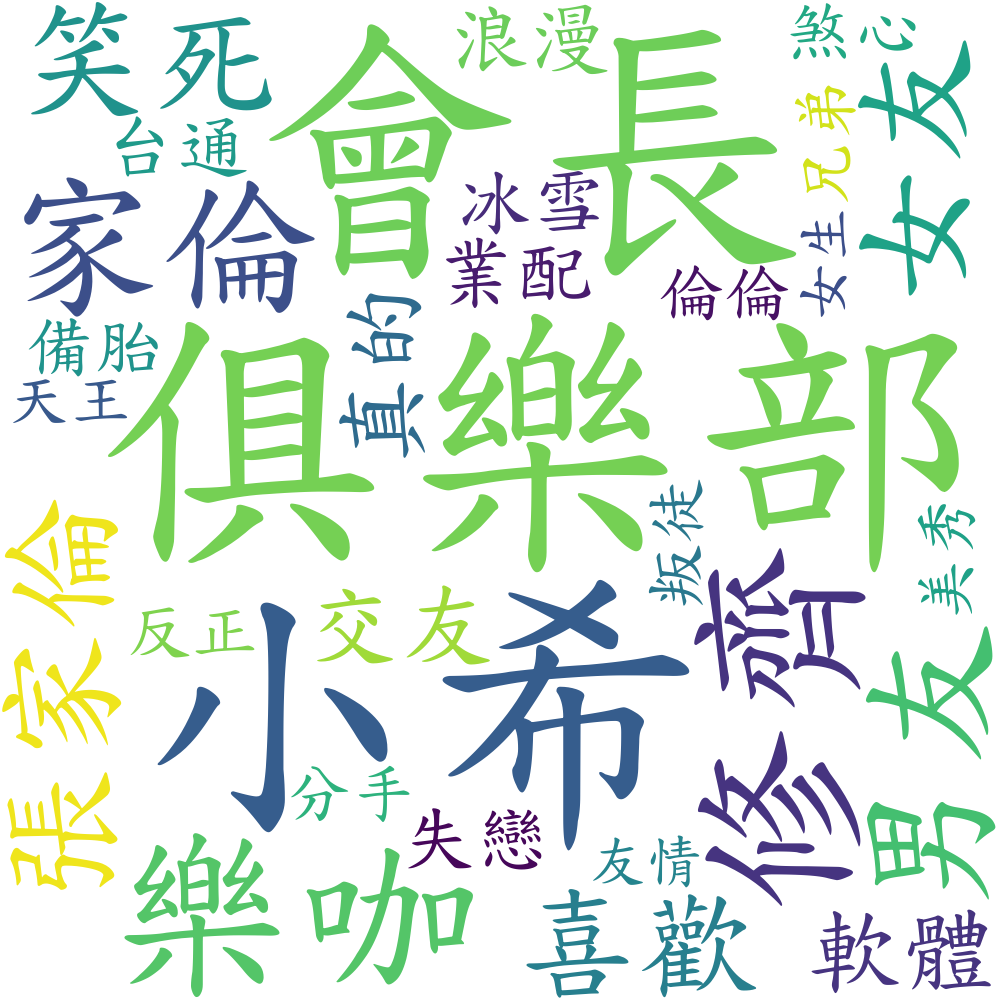 笑死
會長
浪漫
煞心
女友
台通
兄弟
家倫
冰雪
業配
倫倫
女生
備胎
真的
天王
俱樂部
張家倫
叛徒
美秀
反正
交友
小希
修齊
男友
分手
失戀
友情
樂咖
喜歡
軟體